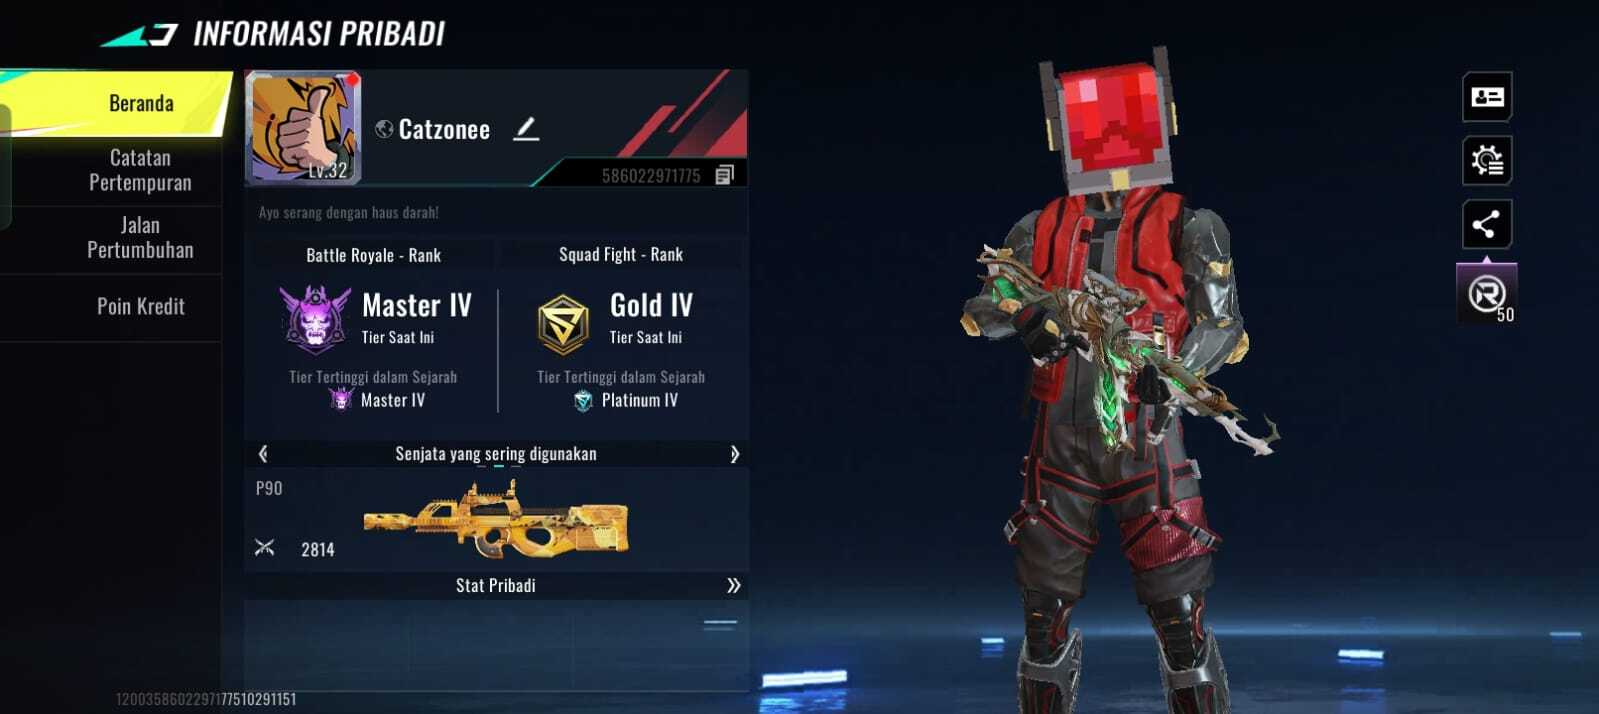 INFORMASI PRIBADI
Beranda
Catatan
Pertempuran
Jalan
Pertumbuhan
Poin Kredit
Catzonee
Lv.32
586022971775
Ayo serang dengan haus darah!
Battle Royale - Rank
Squad Fight - Rank
Master IV
Tier Saat Ini
Gold IV
Tier Saat Ini
Tier Tertinggi dalam Sejarah
Master IV
Tier Tertinggi dalam Sejarah
Platinum IV
Senjata yang sering digunakan
P90
2814
Stat Pribadi
R
50
1200358602297177510291151